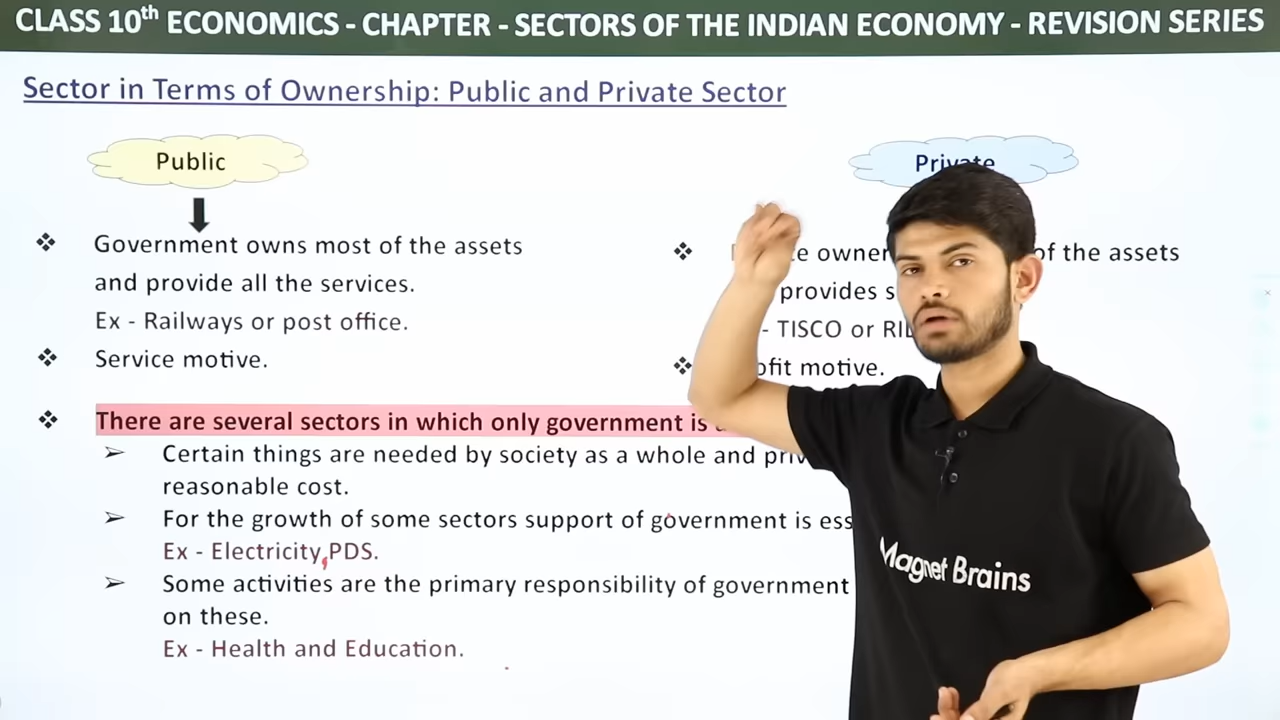 CLASS 10th ECONOMICS - CHAPTER - SECTORS OF THE INDIAN ECONOMY - REVISION SERIES
Sector in Terms of Ownership: Public and Private Sector
Public
Government owns most of the assets
and provide all the services.
Ex - Railways or post office.
Service motive.
Private
of the assets
- TISCO or
motive.
There are several sectors in which only government is
Certain things are needed by society as a whole and
reasonable cost.
For the growth of some sectors support of government is
Ex - Electricity,PDS.
Some activities are the primary responsibility of government
on these.
Ex - Health and Education.
Magnet Brains